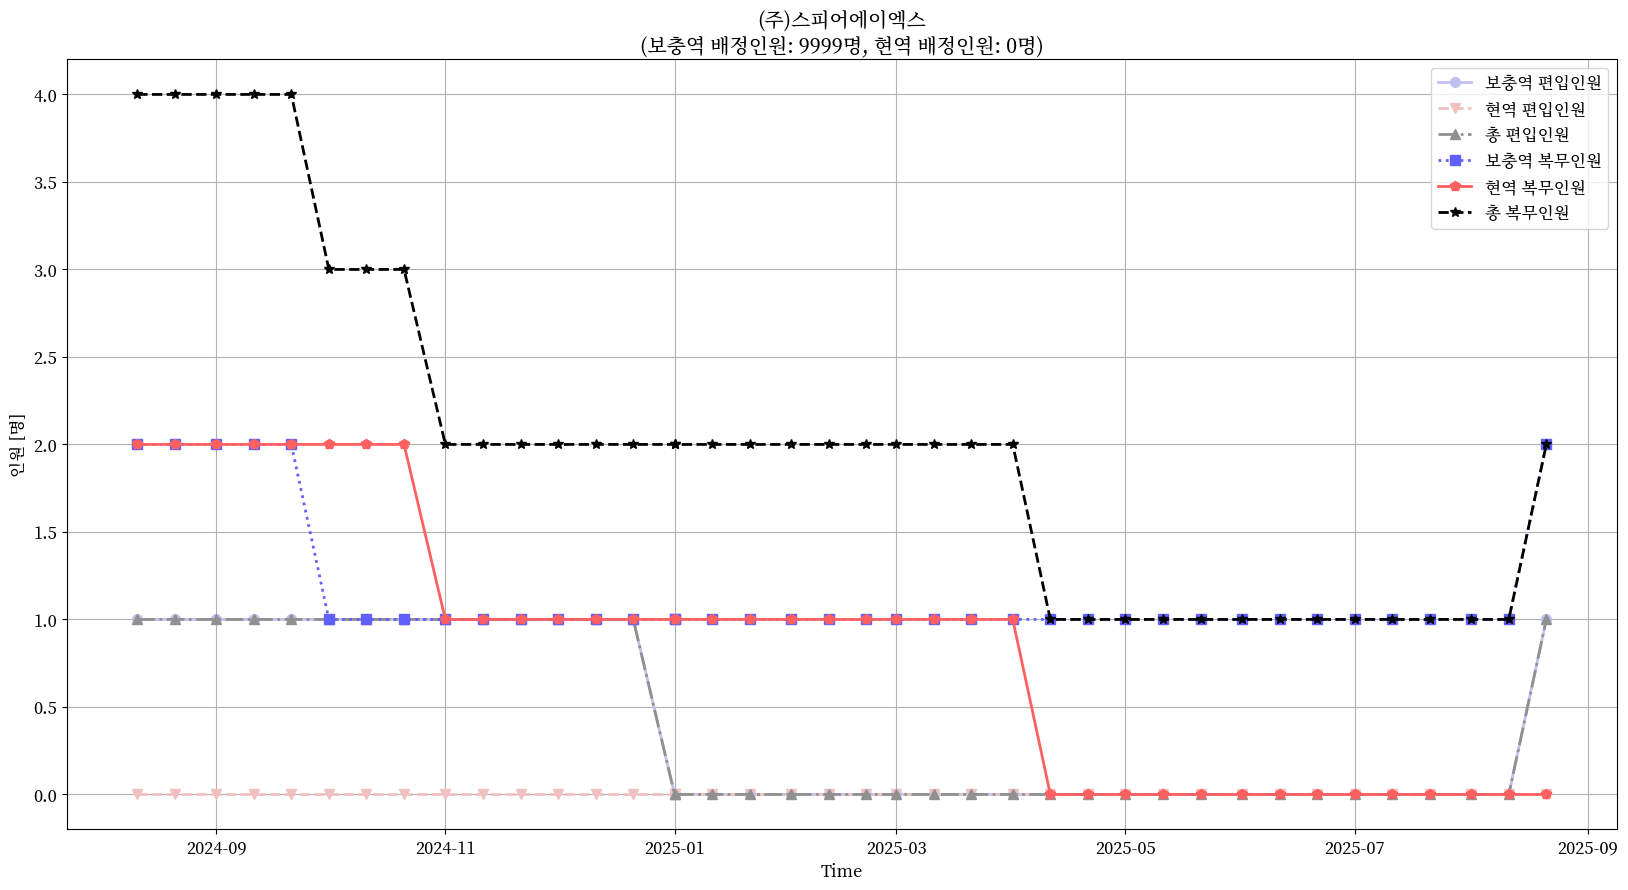 (주)스피어에이엑스
(보충역 배정인원: 9999명, 현역 배정인원: 0명)
보충역 편입인원
현역 편입인원
총 편입인원
보충역 복무인원
현역 복무인원
총 복무인원
인원 [명]
4.0
3.5
3.0
2.5
2.0
1.5
1.0
0.5
0.0
2024-09 2024-11 2025-01 2025-03 2025-05 2025-07 2025-09
Time